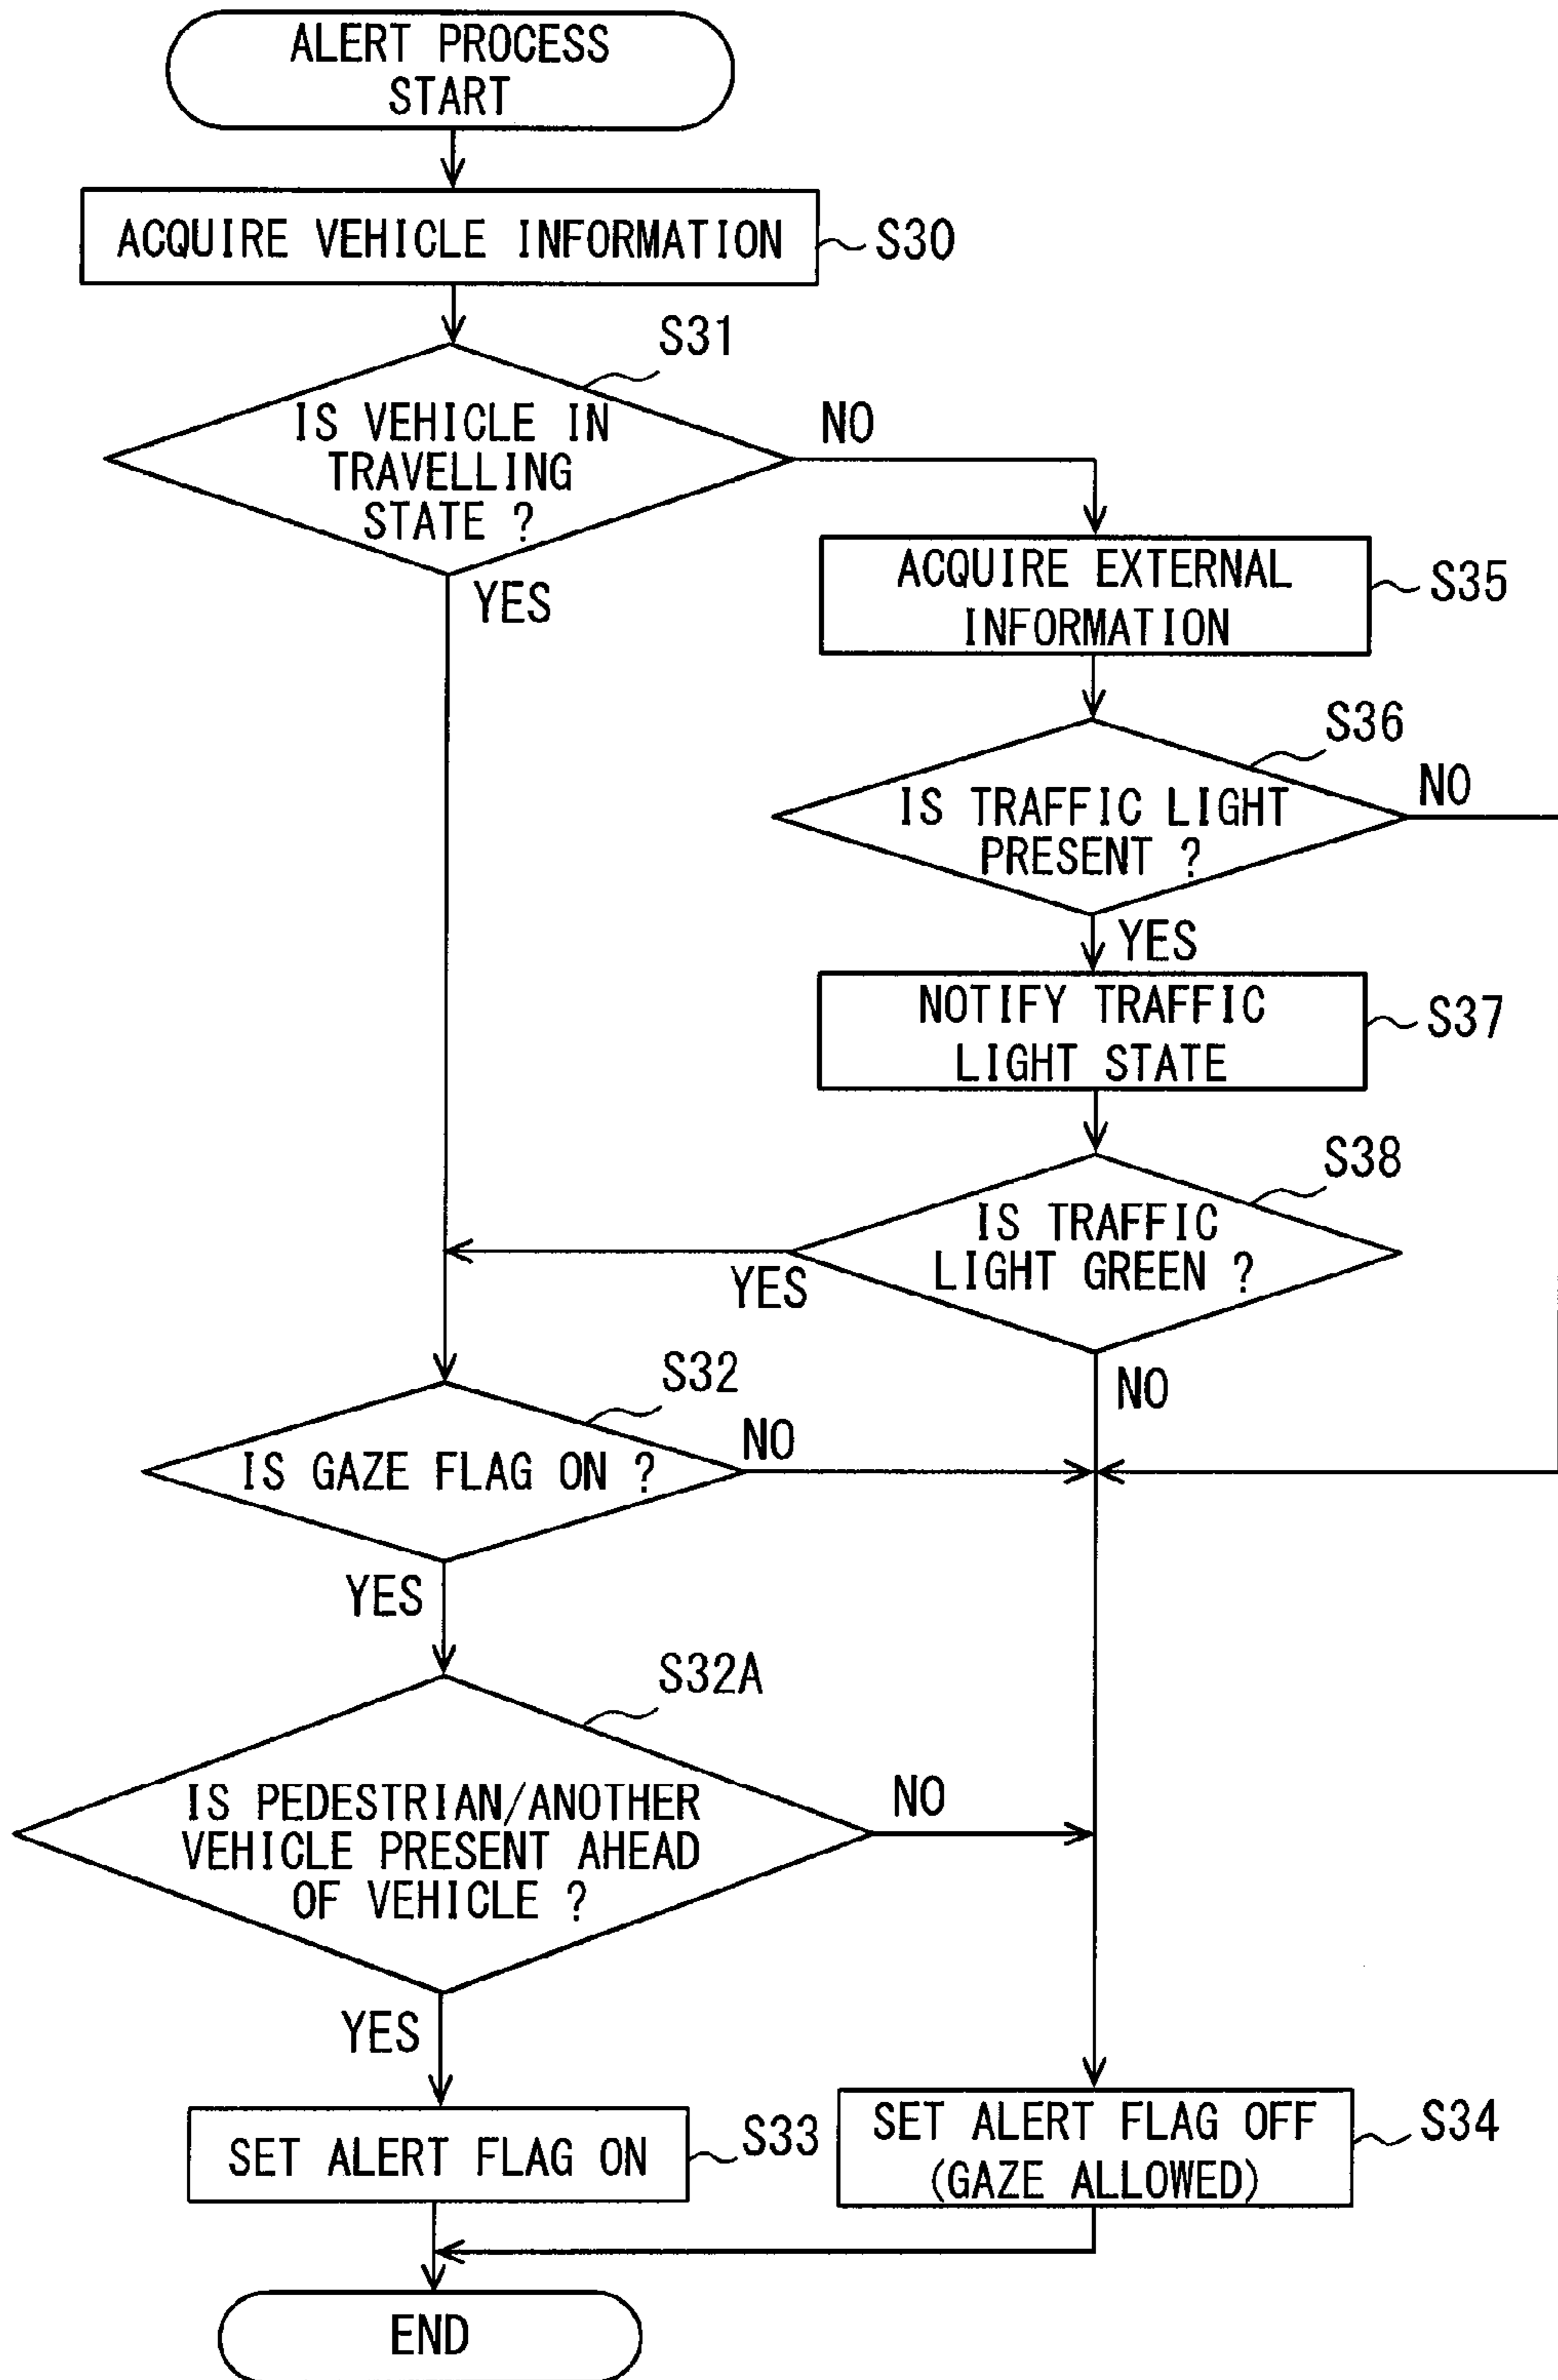 ALERT PROCESS
START
ACQUIRE VEHICLE INFORMATION
S30
S31
IS VEHICLE IN
TRAVELLING
STATE ?
NO
YES
ACQUIRE EXTERNAL
INFORMATION
S35
S36
IS TRAFFIC LIGHT
PRESENT ?
NO
YES
NOTIFY TRAFFIC
LIGHT STATE
S37
S38
IS TRAFFIC
LIGHT GREEN ?
YES
NO
S32
IS GAZE FLAG ON ?
NO
YES
S32A
IS PEDESTRIAN/ANOTHER
VEHICLE PRESENT AHEAD
OF VEHICLE ?
NO
YES
SET ALERT FLAG ON
S33
SET ALERT FLAG OFF
(GAZE ALLOWED)
S34
END